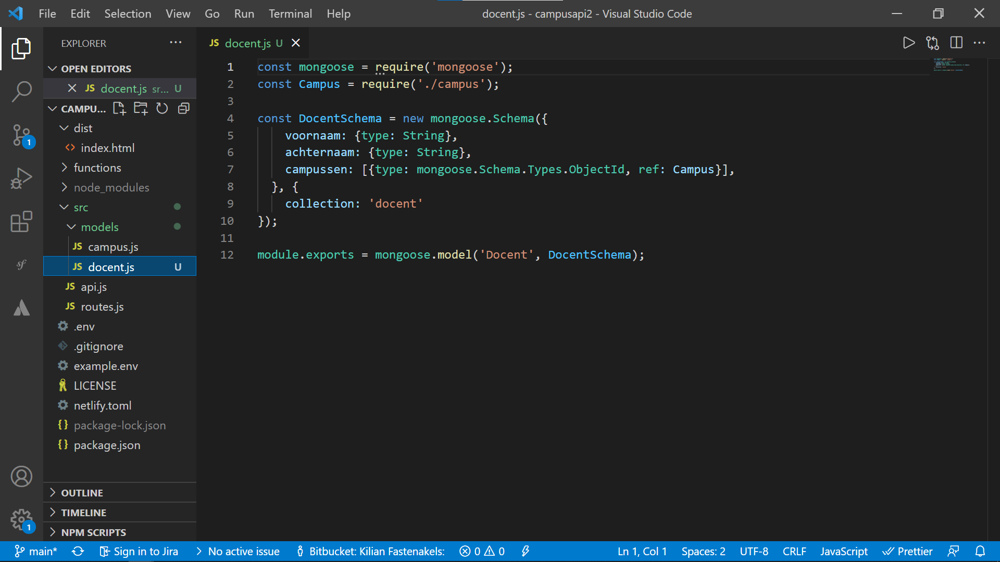 File Edit Selection View Go Run Terminal Help
docent.js - campusapi2 - Visual Studio Code
EXPLORER
OPEN EDITORS
JS docent.js sr... U
CAMPU...
dist
index.html
functions
node_modules
src
models
JS campus.js
JS docent.js U
JS api.js
JS routes.js
.env
.gitignore
example.env
LICENSE
netlify.toml
{} package-lock.json
{} package.json
OUTLINE
TIMELINE
NPM SCRIPTS
1
1
JS docent.js U
1 const mongoose = require('mongoose');
2 const Campus = require('./campus');
3
4 const DocentSchema = new mongoose.Schema({
5 voornaam: {type: String},
6 achternaam: {type: String},
7 campussen: [{type: mongoose.Schema.Types.ObjectId, ref: Campus}],
8 }, {
9 collection: 'docent'
10 });
11
12 module.exports = mongoose.model('Docent', DocentSchema);
main* Sign in to Jira No active issue Bitbucket: Kilian Fastenakels: 0 0 Ln 1, Col 1 Spaces: 2 UTF-8 CRLF JavaScript Prettier